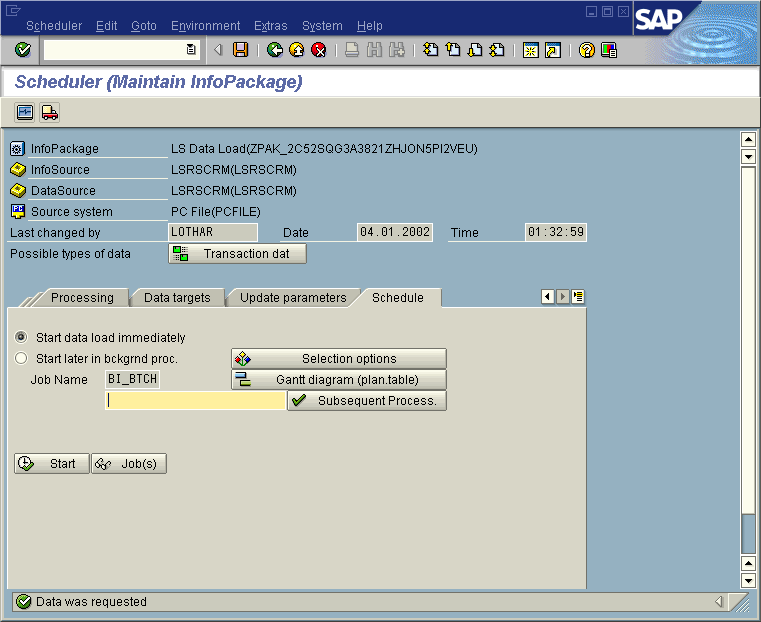 Scheduler Edit Goto Environment Extras System Help
SAP
Scheduler (Maintain InfoPackage)
InfoPackage LS Data Load(ZPAK_2C52SQG3A3821ZHJON5PI2VEU)
InfoSource LSRSCRM(LSRSCRM)
DataSource LSRSCRM(LSRSCRM)
Source system PC File(PCFILE)
Last changed by LOTHAR Date 04.01.2002 Time 01:32:59
Possible types of data Transaction dat
Processing Data targets Update parameters Schedule
Start data load immediately
Start later in bckgrnd proc. Selection options
Job Name BI_BTCH Gantt diagram (plan.table)
Subsequent Process.
Start Job(s)
Data was requested